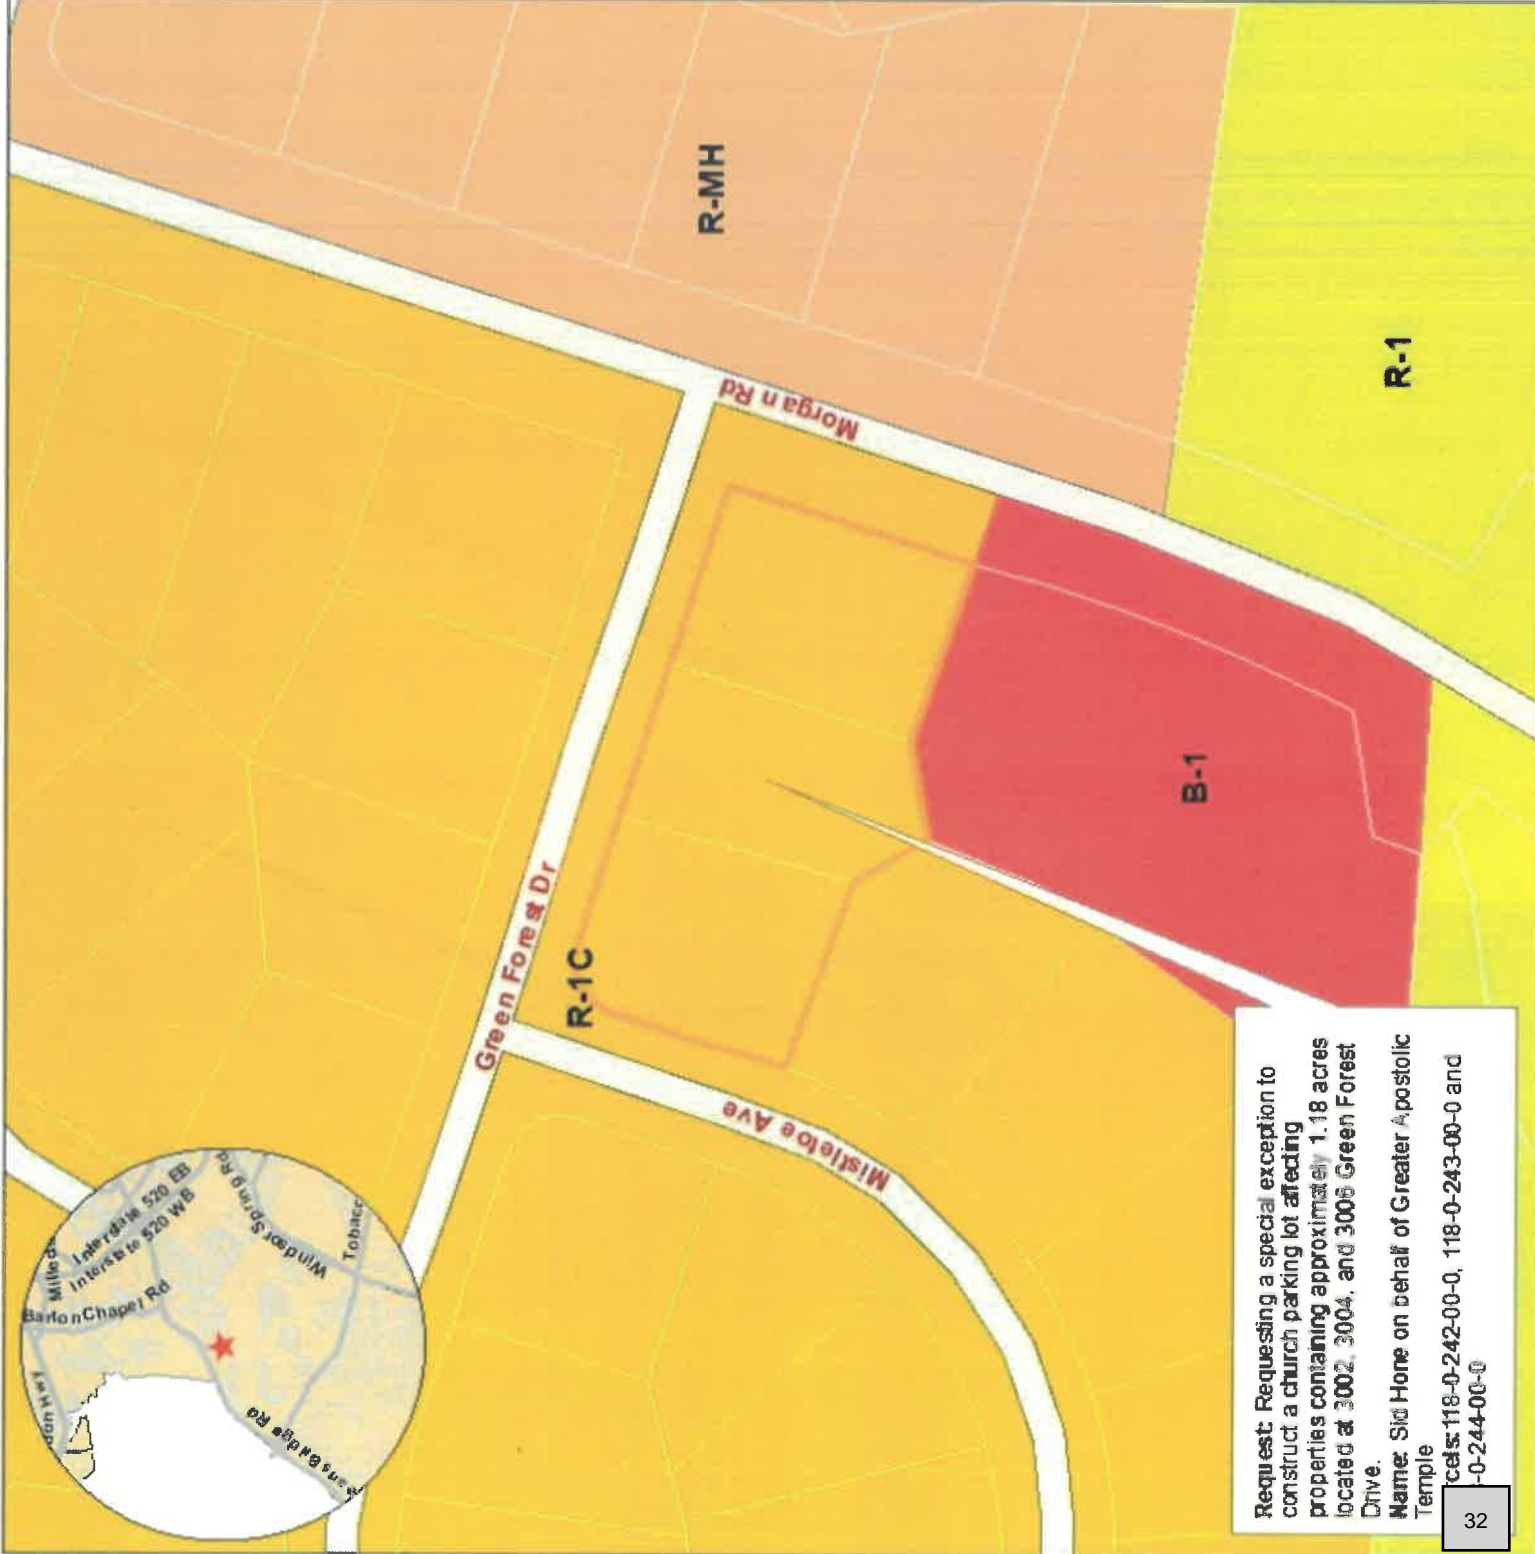 R-MH
R-1
Morgan Rd
Green Forest Dr
R-1C
B-1
Mistletoe Ave
Interstate 520 EB
Interstate 520 WB
Windsor Spring Rd
Barton Chapel Rd
Request: Requesting a special exception to
construct a church parking lot affecting
properties containing approximately 1.18 acres
located at 3002, 3004, and 3006 Green Forest
Drive.
Name: Sid Hone on behalf of Greater Apostolic
Temple
rcels:118-0-242-00-0, 118-0-243-00-0 and
-0-244-00-0
32